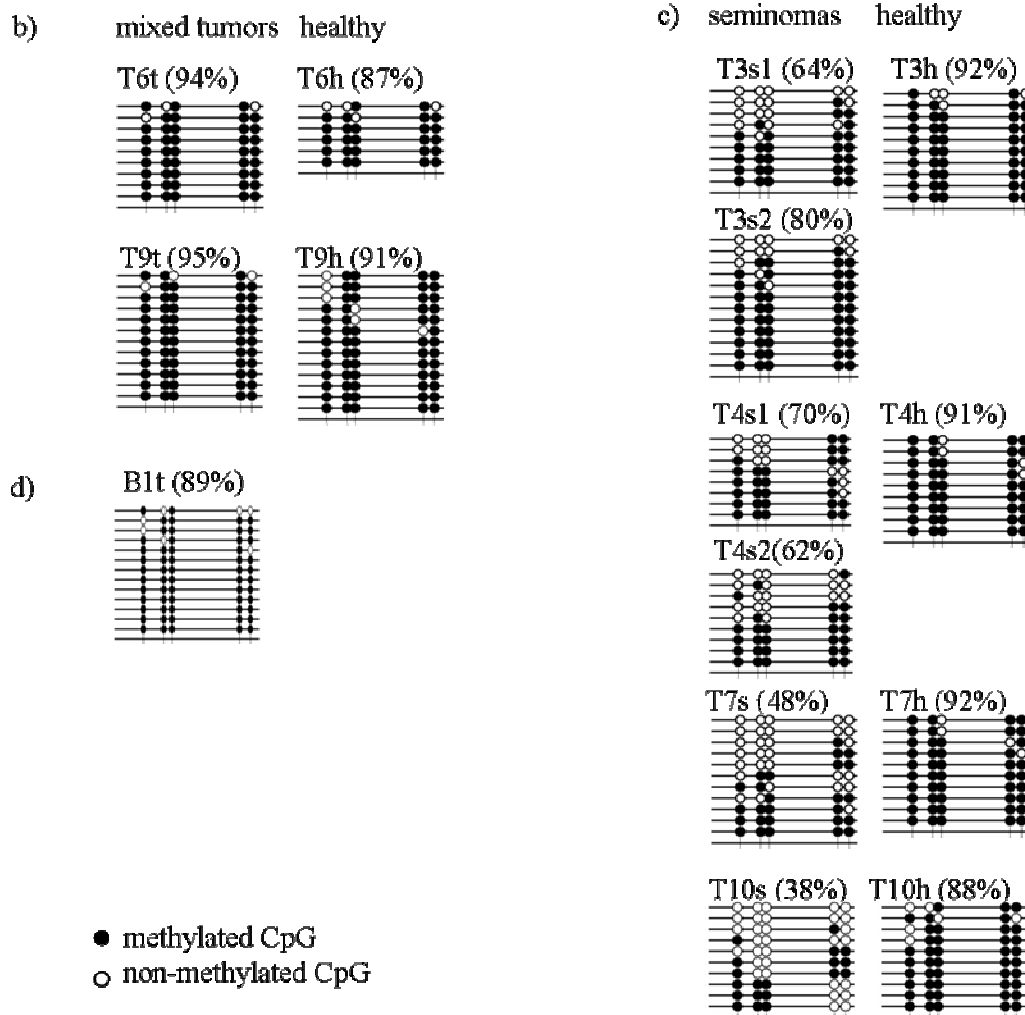 b) mixed tumors healthy
T6t (94%) T6h (87%)
T9t (95%) T9h (91%)
d) B1t (89%)
methylated CpG
non-methylated CpG
c) seminomas healthy
T3s1 (64%) T3h (92%)
T3s2 (80%)
T4s1 (70%) T4h (91%)
T4s2(62%)
T7s (48%) T7h (92%)
T10s (38%) T10h (88%)